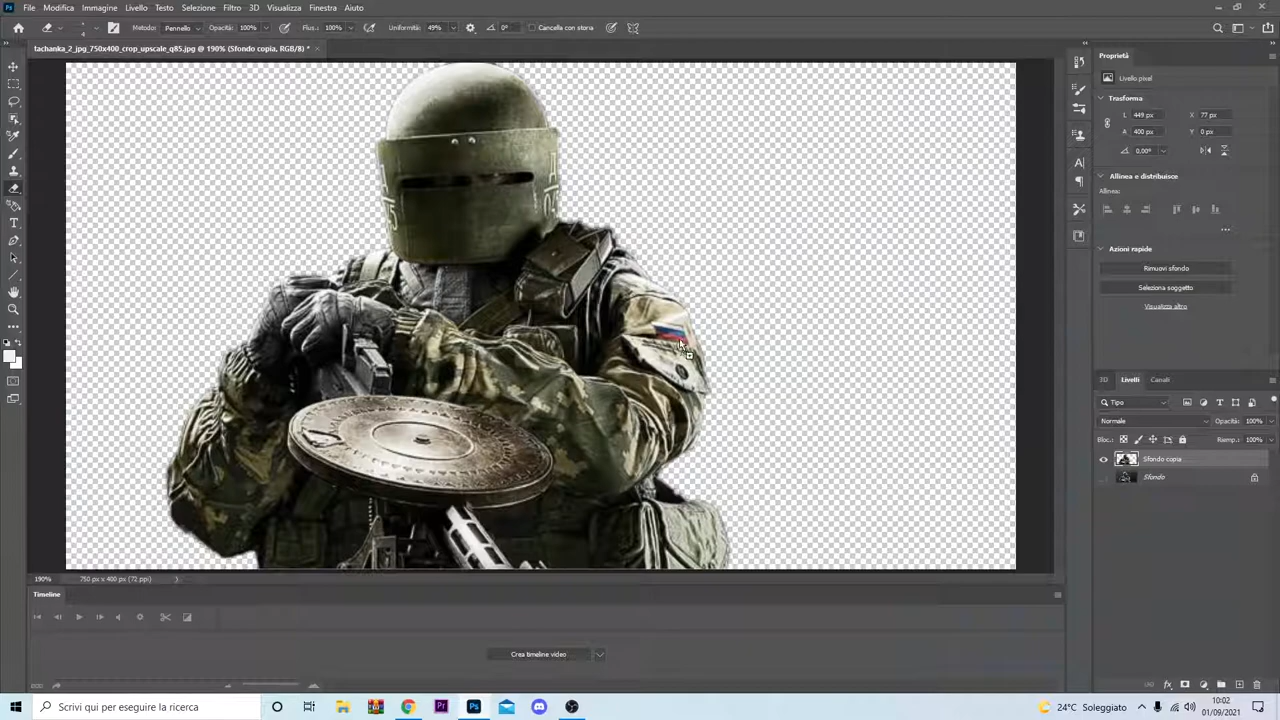 File Modifica Immagine Livello Testo Selezione Filtro 3D Visualizza Finestra Aiuto
Metodo: Pennello Opacità: 100% Flus.: 100% Uniformità: 49% 0° Cancella con storia
tachanka_2_jpg_750x400_crop_upscale_q85.jpg @ 190% (Sfondo copia, RGB/8) *
Proprietà
Livello pixel
Trasforma
L 449 px X 77 px
A 400 px Y 0 px
0,00°
Allinea e distribuisce
Allinea:
Azioni rapide
Rimuovi sfondo
Seleziona soggetto
Visualizza altro
3D Livelli Canali
Tipo
Normale Opacità: 100%
Bloc.: Riemp.: 100%
Sfondo copia
Sfondo
190% 750 px x 400 px (72 ppi)
Timeline
Crea timeline video
Scrivi qui per eseguire la ricerca
24°C Soleggiato
10:02
01/09/2021